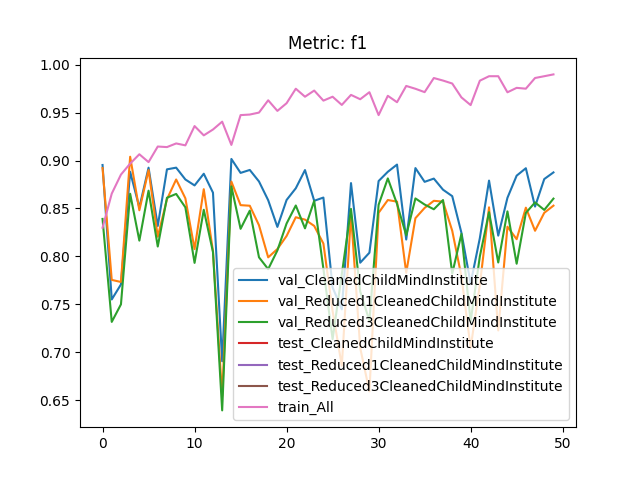 Metric: f1
1.00
0.95
0.90
0.85
0.80
0.75
0.70
0.65
val_CleanedChildMindInstitute
val_Reduced1CleanedChildMindInstitute
val_Reduced3CleanedChildMindInstitute
test_CleanedChildMindInstitute
test_Reduced1CleanedChildMindInstitute
test_Reduced3CleanedChildMindInstitute
train_All
0 10 20 30 40 50